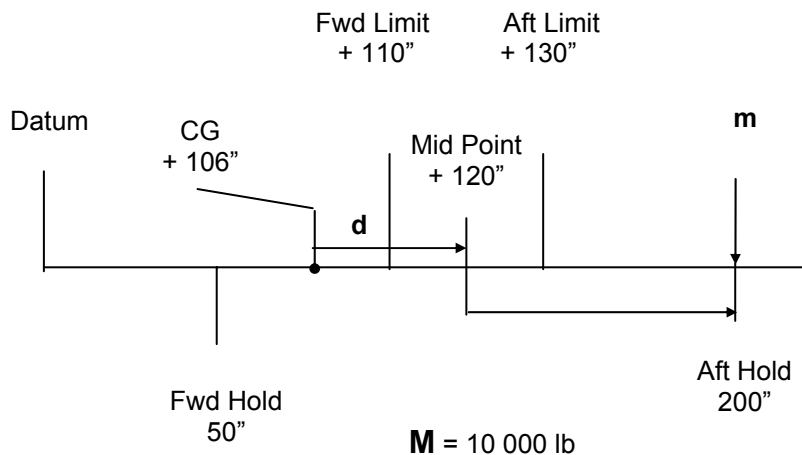 Fwd Limit
+ 110”
Aft Limit
+ 130”
Datum
CG
+ 106”
Mid Point
+ 120”
m
d
Fwd Hold
50”
Aft Hold
200”
M = 10 000 lb